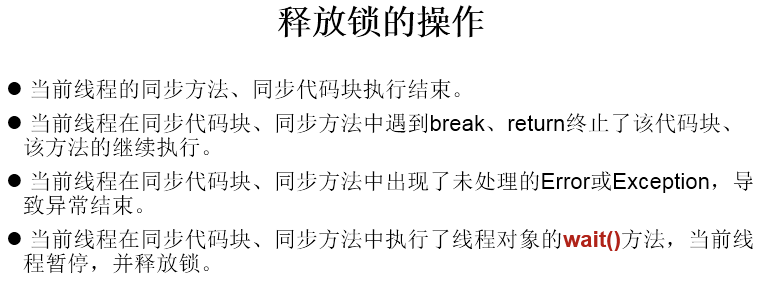 释放锁的操作
● 当前线程的同步方法、同步代码块执行结束。
● 当前线程在同步代码块、同步方法中遇到break、return终止了该代码块、
该方法的继续执行。
● 当前线程在同步代码块、同步方法中出现了未处理的Error或Exception，导
致异常结束。
● 当前线程在同步代码块、同步方法中执行了线程对象的wait()方法，当前线
程暂停，并释放锁。